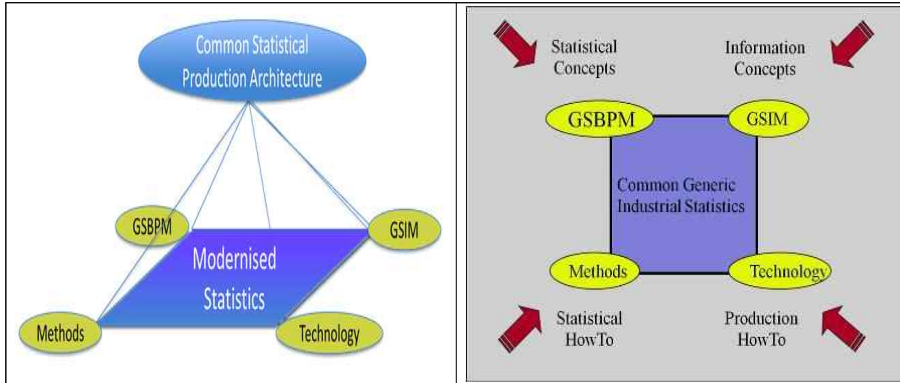 Common Statistical
Production Architecture
GSBPM
GSIM
Modernised
Statistics
Methods
Technology
Statistical
Concepts
Information
Concepts
GSBPM
GSIM
Common Generic
Industrial Statistics
Methods
Technology
Statistical
HowTo
Production
HowTo